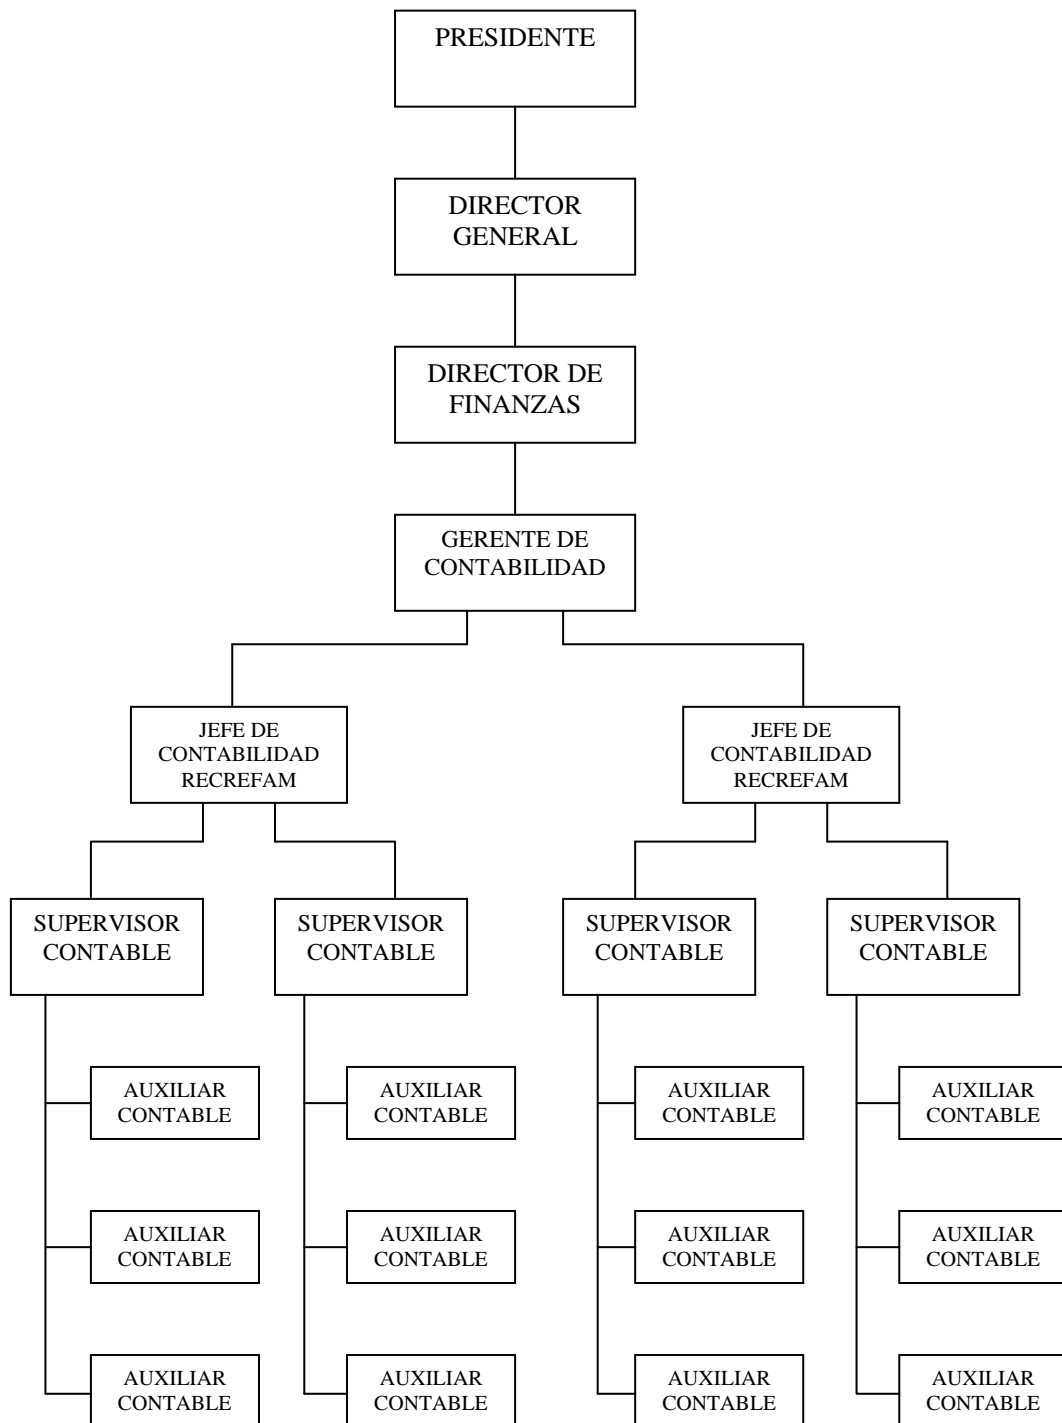 PRESIDENTE
DIRECTOR
GENERAL
DIRECTOR DE
FINANZAS
GERENTE DE
CONTABILIDAD
JEFE DE
CONTABILIDAD
RECREFAM
JEFE DE
CONTABILIDAD
RECREFAM
SUPERVISOR
CONTABLE
SUPERVISOR
CONTABLE
SUPERVISOR
CONTABLE
SUPERVISOR
CONTABLE
AUXILIAR
CONTABLE
AUXILIAR
CONTABLE
AUXILIAR
CONTABLE
AUXILIAR
CONTABLE
AUXILIAR
CONTABLE
AUXILIAR
CONTABLE
AUXILIAR
CONTABLE
AUXILIAR
CONTABLE
AUXILIAR
CONTABLE
AUXILIAR
CONTABLE
AUXILIAR
CONTABLE
AUXILIAR
CONTABLE